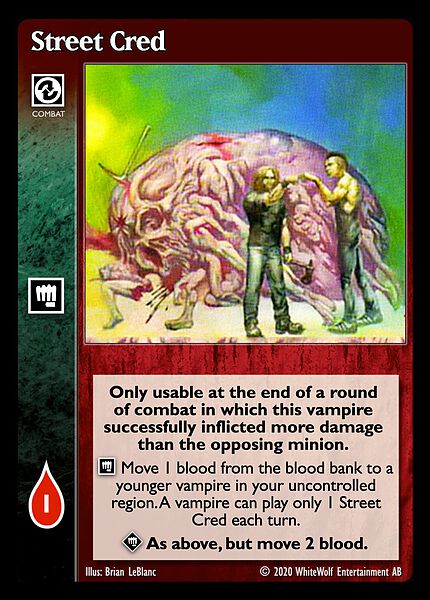 Street Cred
COMBAT
Only usable at the end of a round
of combat in which this vampire
successfully inflicted more damage
than the opposing minion.
Move 1 blood from the blood bank to a
younger vampire in your uncontrolled
region. A vampire can play only 1 Street
Cred each turn.
As above, but move 2 blood.
1
Illus: Brian LeBlanc © 2020 WhiteWolf Entertainment AB